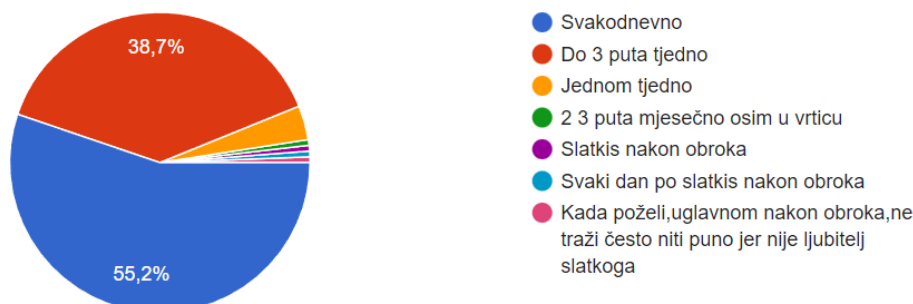 38,7%
55,2%
Svakodnevno
Do 3 puta tjedno
Jednom tjedno
2 3 puta mjesečno osim u vrticu
Slatkis nakon obroka
Svaki dan po slatkis nakon obroka
Kada poželi,uglavnom nakon obroka,ne
traži često niti puno jer nije ljubitelj
slatkoga